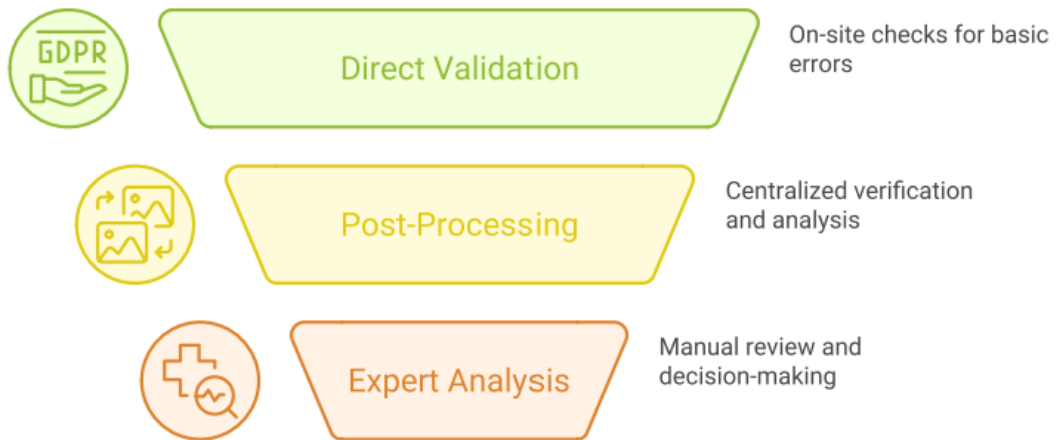 GDPR
Direct Validation
On-site checks for basic
errors
Post-Processing
Centralized verification
and analysis
Expert Analysis
Manual review and
decision-making